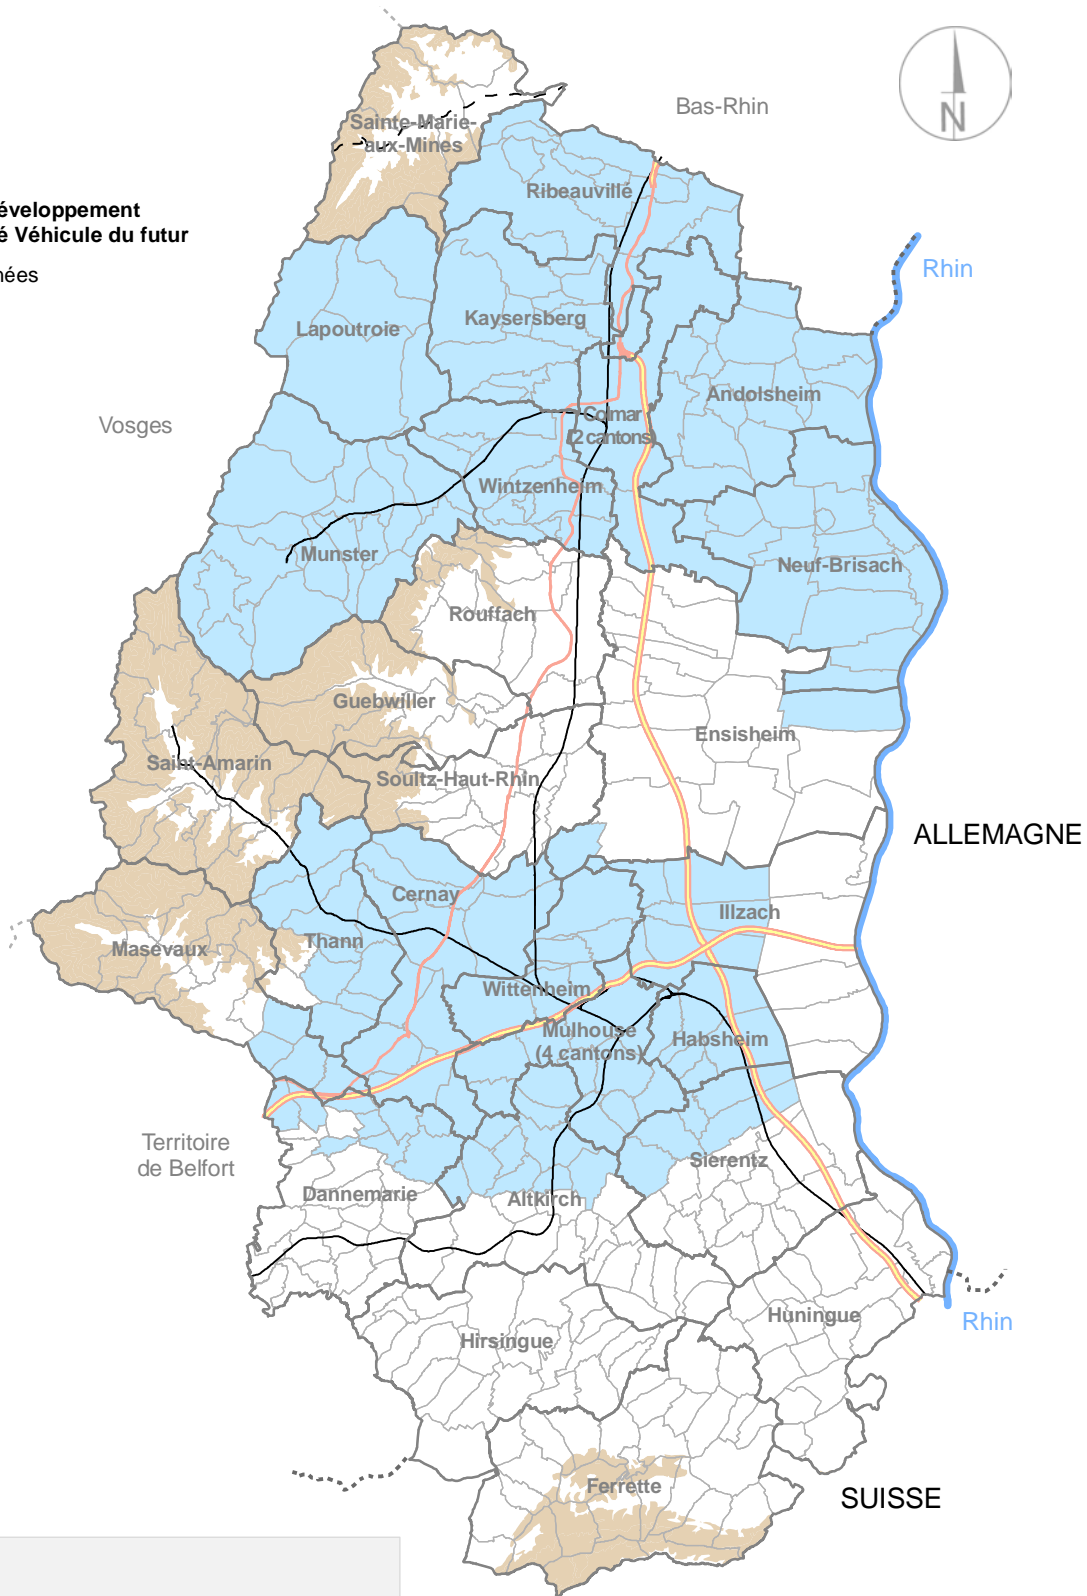 N
Bas-Rhin
Sainte-Marie-
aux-Mines
Ribeauvillé
éveloppement
é Véhicule du futur
nées
Rhin
Lapoutroie
Kaysersberg
Andolsheim
Vosges
Colmar
(2 cantons)
Wintzenheim
Munster
Neuf-Brisach
Rouffach
Guebwiller
Ensisheim
Saint-Amarin
Soultz-Haut-Rhin
ALLEMAGNE
Cernay
Illzach
Thann
Masevaux
Wittenheim
Mulhouse
(4 cantons)
Habsheim
Territoire
de Belfort
Sierentz
Dannemarie
Altkirch
Huningue
Rhin
Hirsingue
Ferrette
SUISSE